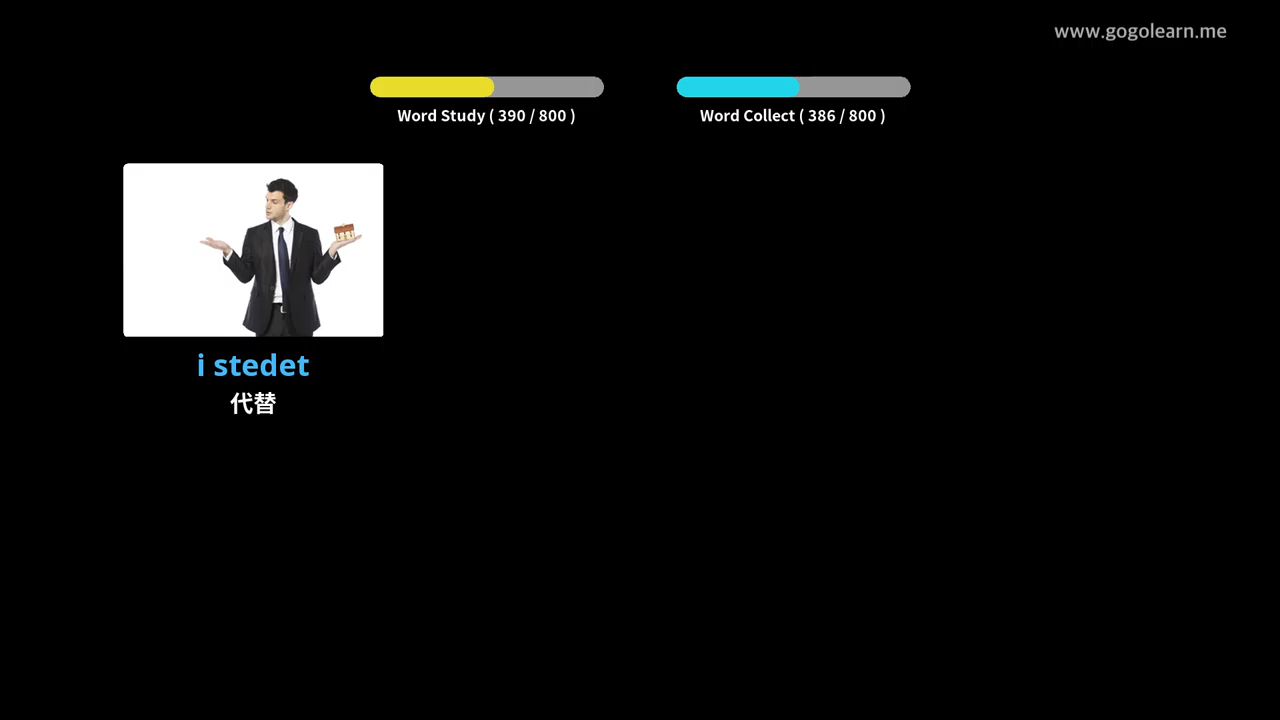 www.gogolearn.me
Word Study ( 390 / 800 )
Word Collect ( 386 / 800 )
i stedet
代替